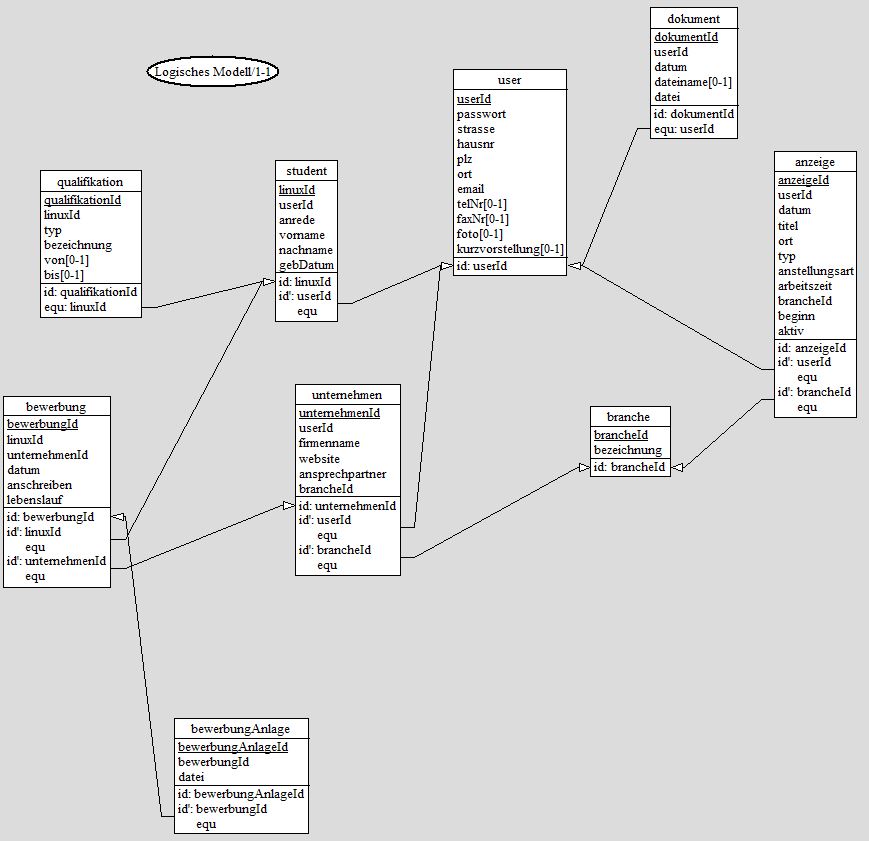 Logisches Modell/1-1
dokument
dokumentId
userId
datum
dateiname[0-1]
datei
id: dokumentId
equ: userId
user
userId
passwort
strasse
hausnr
plz
ort
email
telNr[0-1]
faxNr[0-1]
foto[0-1]
kurzvorstellung[0-1]
id: userId
anzeige
anzeigeId
userId
datum
titel
ort
typ
anstellungsart
arbeitszeit
brancheId
beginn
aktiv
id: anzeigeId
id': userId
equ
id': brancheId
equ
student
linuxId
userId
anrede
vorname
nachname
gebDatum
id: linuxId
id': userId
equ
qualifikation
qualifikationId
linuxId
typ
bezeichnung
von[0-1]
bis[0-1]
id: qualifikationId
equ: linuxId
unternehmen
unternehmenId
userId
firmenname
website
ansprechpartner
brancheId
id: unternehmenId
id': userId
equ
id': brancheId
equ
bewerbung
bewerbungId
linuxId
unternehmenId
datum
anschreiben
lebenslauf
id: bewerbungId
id': linuxId
equ
id': unternehmenId
equ
branche
brancheId
bezeichnung
id: brancheId
bewerbungAnlage
bewerbungAnlageId
bewerbungId
datei
id: bewerbungAnlageId
id': bewerbungId
equ